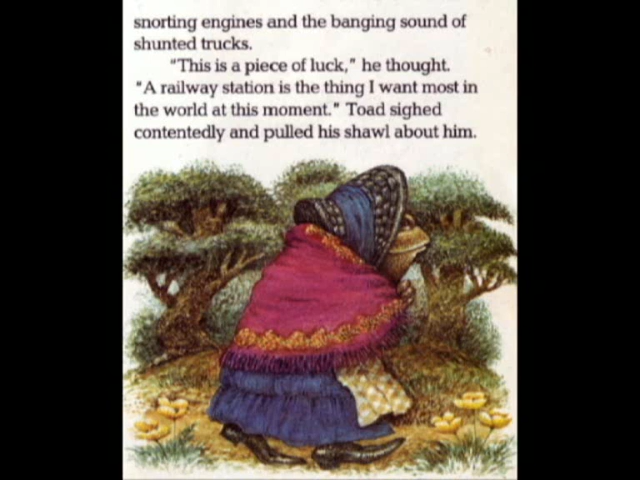 snorting engines and the banging sound of
shunted trucks.
"This is a piece of luck," he thought.
"A railway station is the thing I want most in
the world at this moment." Toad sighed
contentedly and pulled his shawl about him.